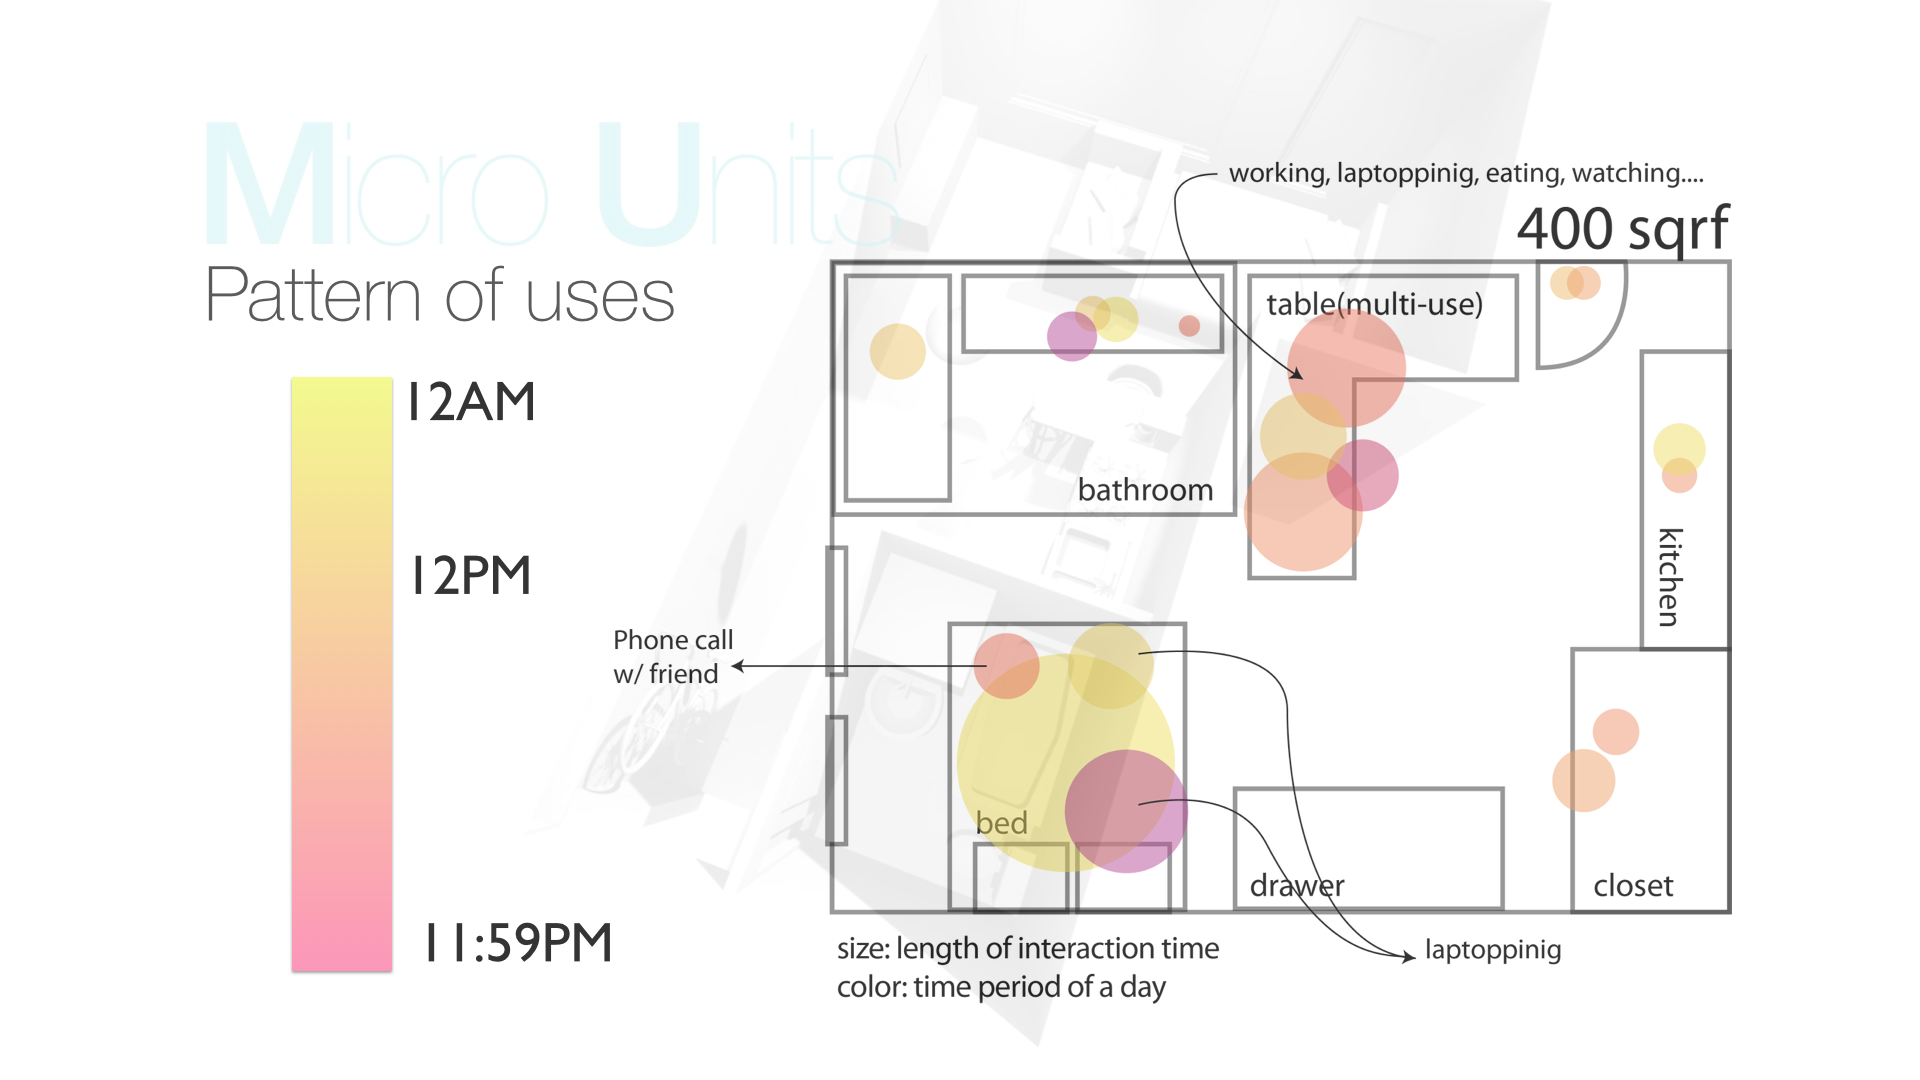 Micro Units
Pattern of uses
12AM
12PM
11:59PM
working, laptoppinig, eating, watching....
400 sqrf
table(multi-use)
bathroom
kitchen
Phone call
w/ friend
bed
drawer
closet
size: length of interaction time
color: time period of a day
laptoppinig